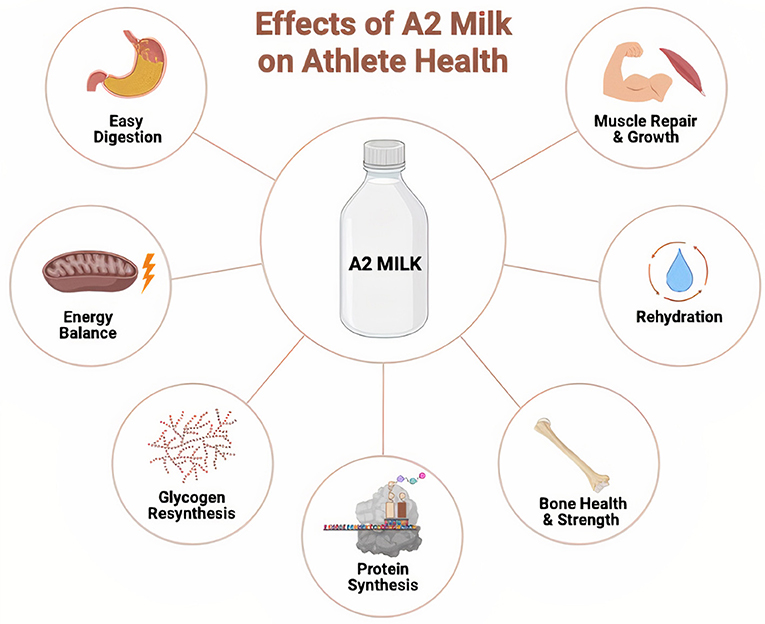 Effects of A2 Milk
on Athlete Health
Easy
Digestion
Muscle Repair
& Growth
A2 MILK
Energy
Balance
Rehydration
Glycogen
Resynthesis
Bone Health
& Strength
Protein
Synthesis